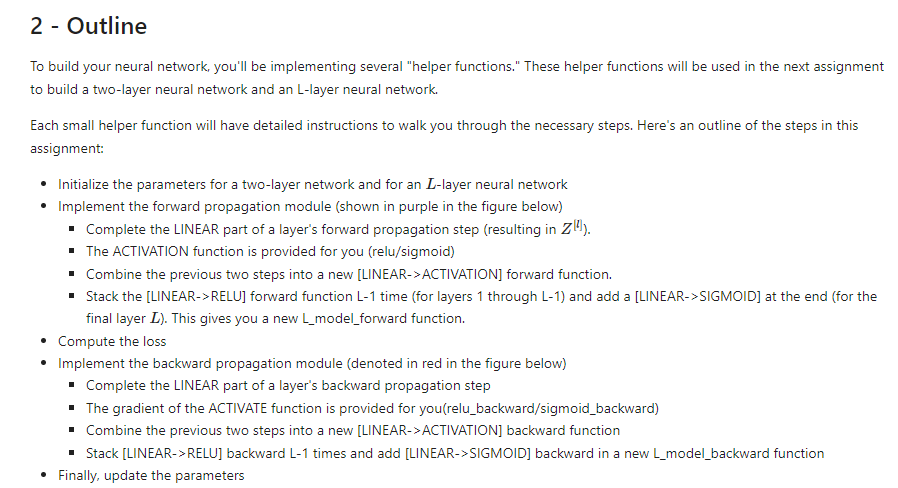 2 - Outline
To build your neural network, you'll be implementing several "helper functions." These helper functions will be used in the next assignment
to build a two-layer neural network and an L-layer neural network.
Each small helper function will have detailed instructions to walk you through the necessary steps. Here's an outline of the steps in this
assignment:
• Initialize the parameters for a two-layer network and for an L-layer neural network
• Implement the forward propagation module (shown in purple in the figure below)
▪ Complete the LINEAR part of a layer's forward propagation step (resulting in Z^[l]).
▪ The ACTIVATION function is provided for you (relu/sigmoid)
▪ Combine the previous two steps into a new [LINEAR->ACTIVATION] forward function.
▪ Stack the [LINEAR->RELU] forward function L-1 time (for layers 1 through L-1) and add a [LINEAR->SIGMOID] at the end (for the
final layer L). This gives you a new L_model_forward function.
• Compute the loss
• Implement the backward propagation module (denoted in red in the figure below)
▪ Complete the LINEAR part of a layer's backward propagation step
▪ The gradient of the ACTIVATE function is provided for you(relu_backward/sigmoid_backward)
▪ Combine the previous two steps into a new [LINEAR->ACTIVATION] backward function
▪ Stack [LINEAR->RELU] backward L-1 times and add [LINEAR->SIGMOID] backward in a new L_model_backward function
• Finally, update the parameters